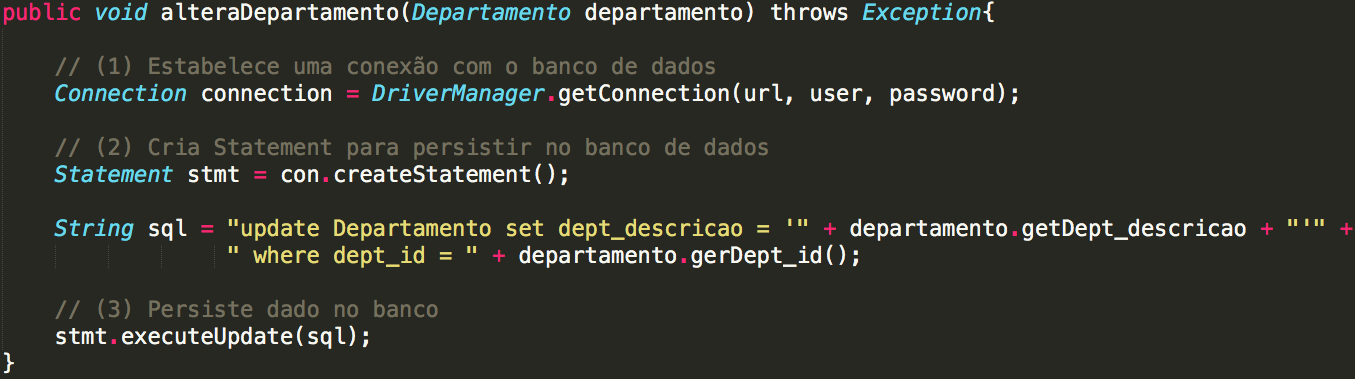 public void alteraDepartamento(Departamento departamento) throws Exception{
// (1) Estabelece uma conexão com o banco de dados
Connection connection = DriverManager.getConnection(url, user, password);
// (2) Cria Statement para persistir no banco de dados
Statement stmt = con.createStatement();
String sql = "update Departamento set dept_descricao = '" + departamento.getDept_descricao + "'" +
" where dept_id = " + departamento.gerDept_id();
// (3) Persiste dado no banco
stmt.executeUpdate(sql);
}